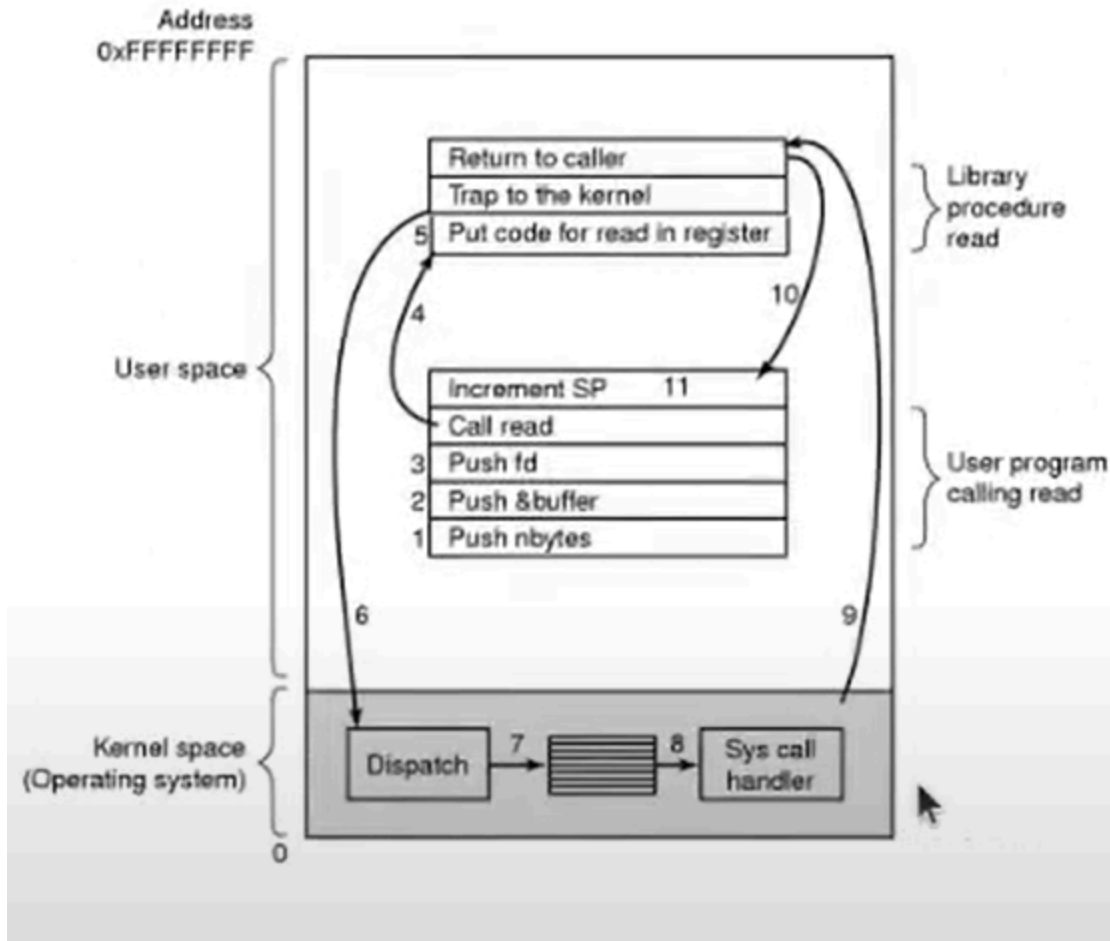 Address
0xFFFFFFFF
Return to caller
Trap to the kernel
5 Put code for read in register
Library
procedure
read
4
10
User space
Increment SP 11
Call read
3 Push fd
2 Push &buffer
1 Push nbytes
User program
calling read
6
9
Kernel space
(Operating system)
Dispatch
7
8
Sys call
handler
0